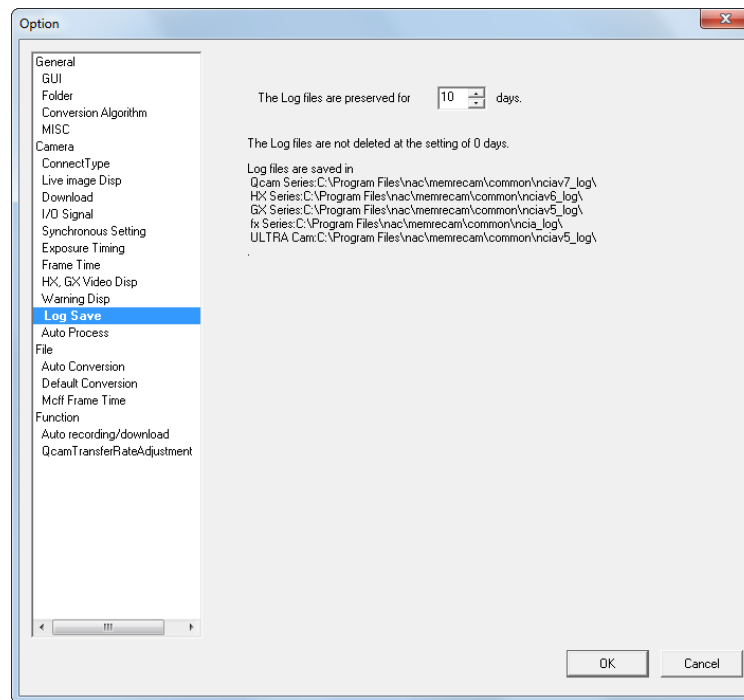 Option
General
GUI
Folder
Conversion Algorithm
MISC
Camera
ConnectType
Live image Disp
Download
I/O Signal
Synchronous Setting
Exposure Timing
Frame Time
HX, GX Video Disp
Warning Disp
Log Save
Auto Process
File
Auto Conversion
Default Conversion
Mcff Frame Time
Function
Auto recording/download
QcamTransferRateAdjustment
The Log files are preserved for 10 days.
The Log files are not deleted at the setting of 0 days.
Log files are saved in
Qcam Series:C:\Program Files\nac\memrecam\common\nciav7_log\
HX Series:C:\Program Files\nac\memrecam\common\nciav6_log\
GX Series:C:\Program Files\nac\memrecam\common\nciav5_log\
fx Series:C:\Program Files\nac\memrecam\common\ncia_log\
ULTRA Cam:C:\Program Files\nac\memrecam\common\nciav5_log\
.
OK
Cancel